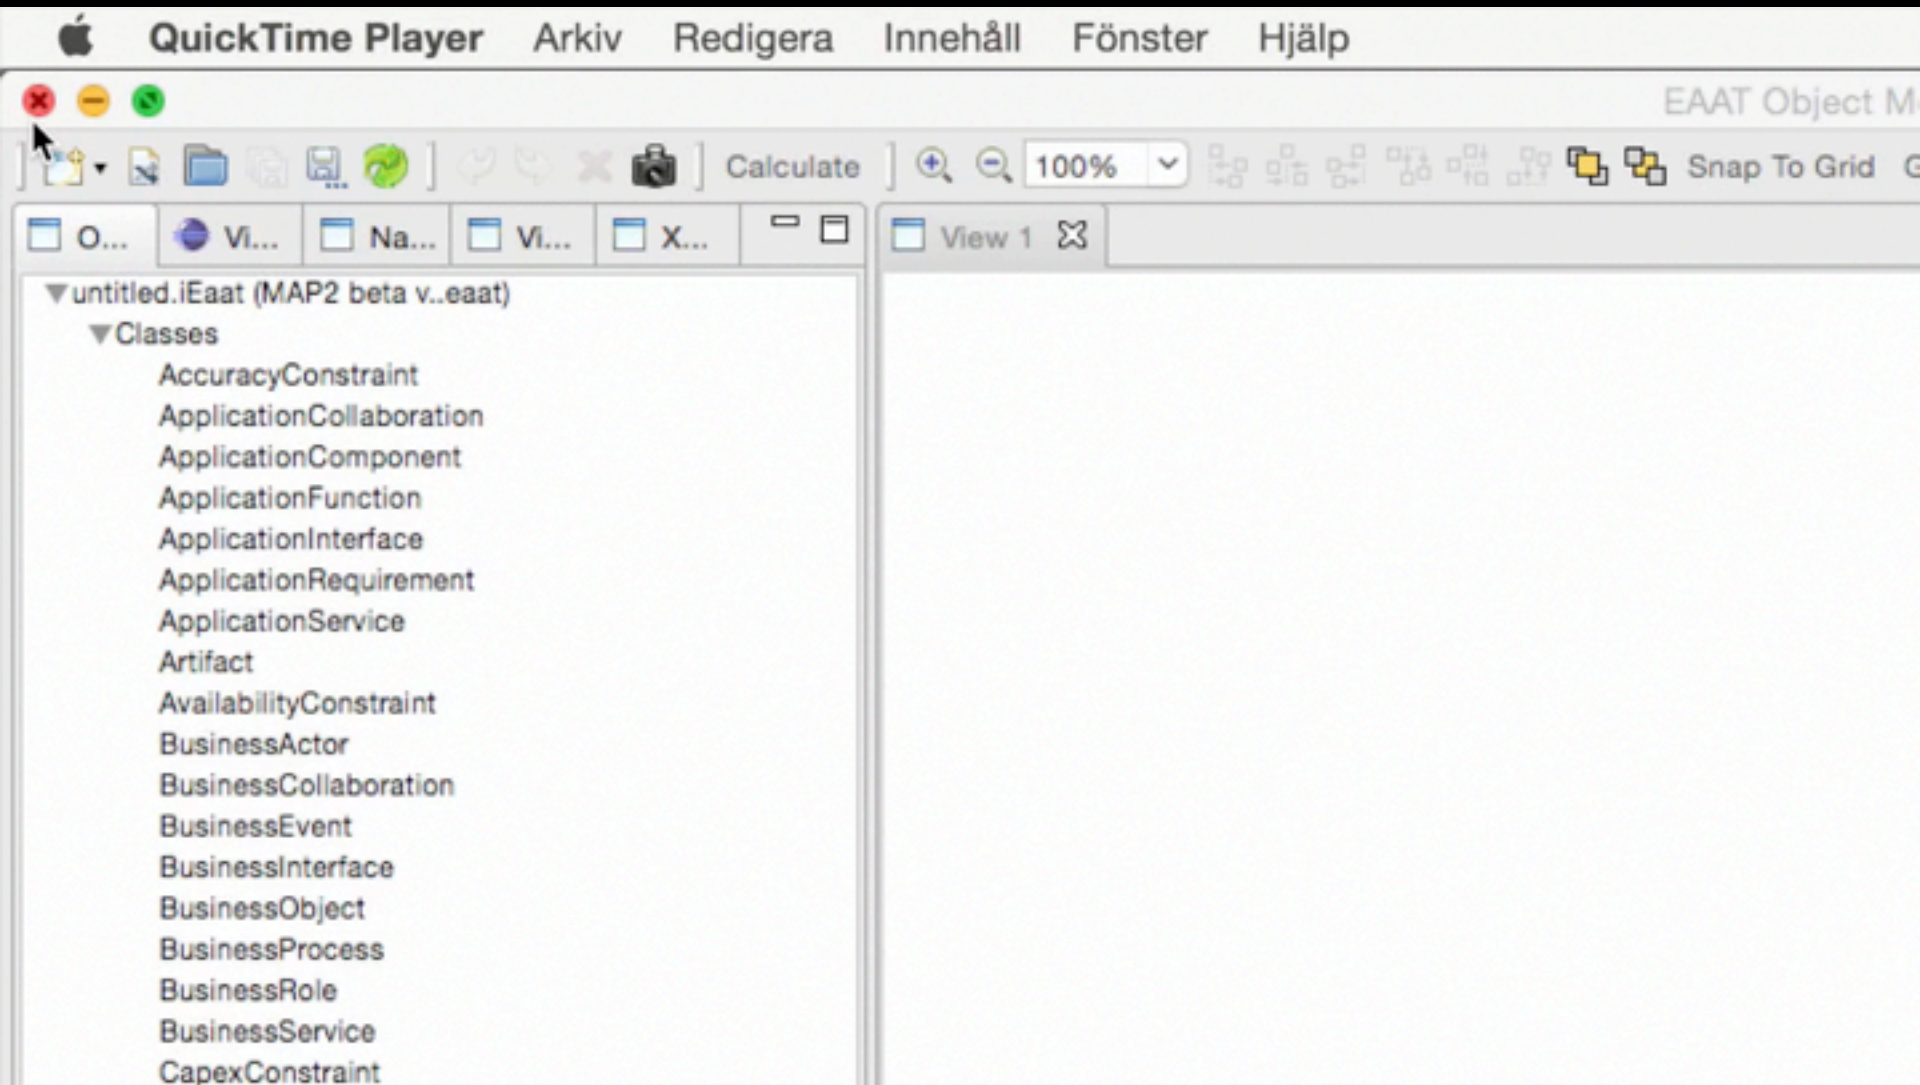 QuickTime Player Arkiv Redigera Innehåll Fönster Hjälp
EAAT Object
Calculate 100% Snap To Grid
O... Vi... Na... Vi... X... View 1
untitled.iEaat (MAP2 beta v..eaat)
Classes
AccuracyConstraint
ApplicationCollaboration
ApplicationComponent
ApplicationFunction
ApplicationInterface
ApplicationRequirement
ApplicationService
Artifact
AvailabilityConstraint
BusinessActor
BusinessCollaboration
BusinessEvent
BusinessInterface
BusinessObject
BusinessProcess
BusinessRole
BusinessService
CapexConstraint